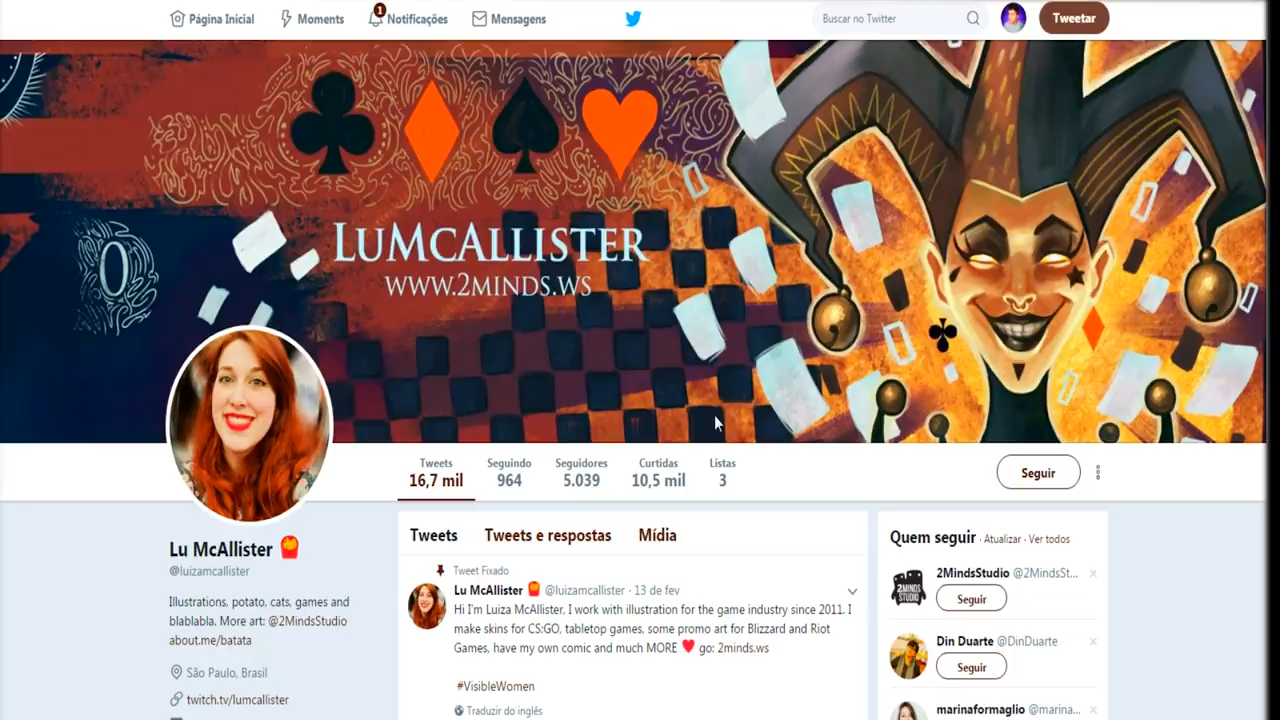 Página Inicial
Moments
1
Notificações
Mensagens
Buscar no Twitter
Tweetar
0
LUMCALLISTER
WWW.2MINDS.WS
Tweets
16,7 mil
Seguindo
964
Seguidores
5.039
Curtidas
10,5 mil
Listas
3
Seguir
Lu McAllister
@luizamcallister
Illustrations, potato, cats, games and
blablabla. More art: @2MindsStudio
about.me/batata
São Paulo, Brasil
twitch.tv/lumcallister
Tweets
Tweets e respostas
Mídia
Tweet Fixado
Lu McAllister @luizamcallister · 13 de fev
Hi I'm Luiza McAllister, I work with illustration for the game industry since 2011. I
make skins for CS:GO, tabletop games, some promo art for Blizzard and Riot
Games, have my own comic and much MORE ❤ go: 2minds.ws
#VisibleWomen
Traduzir do inglês
Quem seguir · Atualizar · Ver todos
2MINDS
STUDIO
2MindsStudio @2MindsSt...
Seguir
Din Duarte @DinDuarte
Seguir
marinaformaglio @marina...